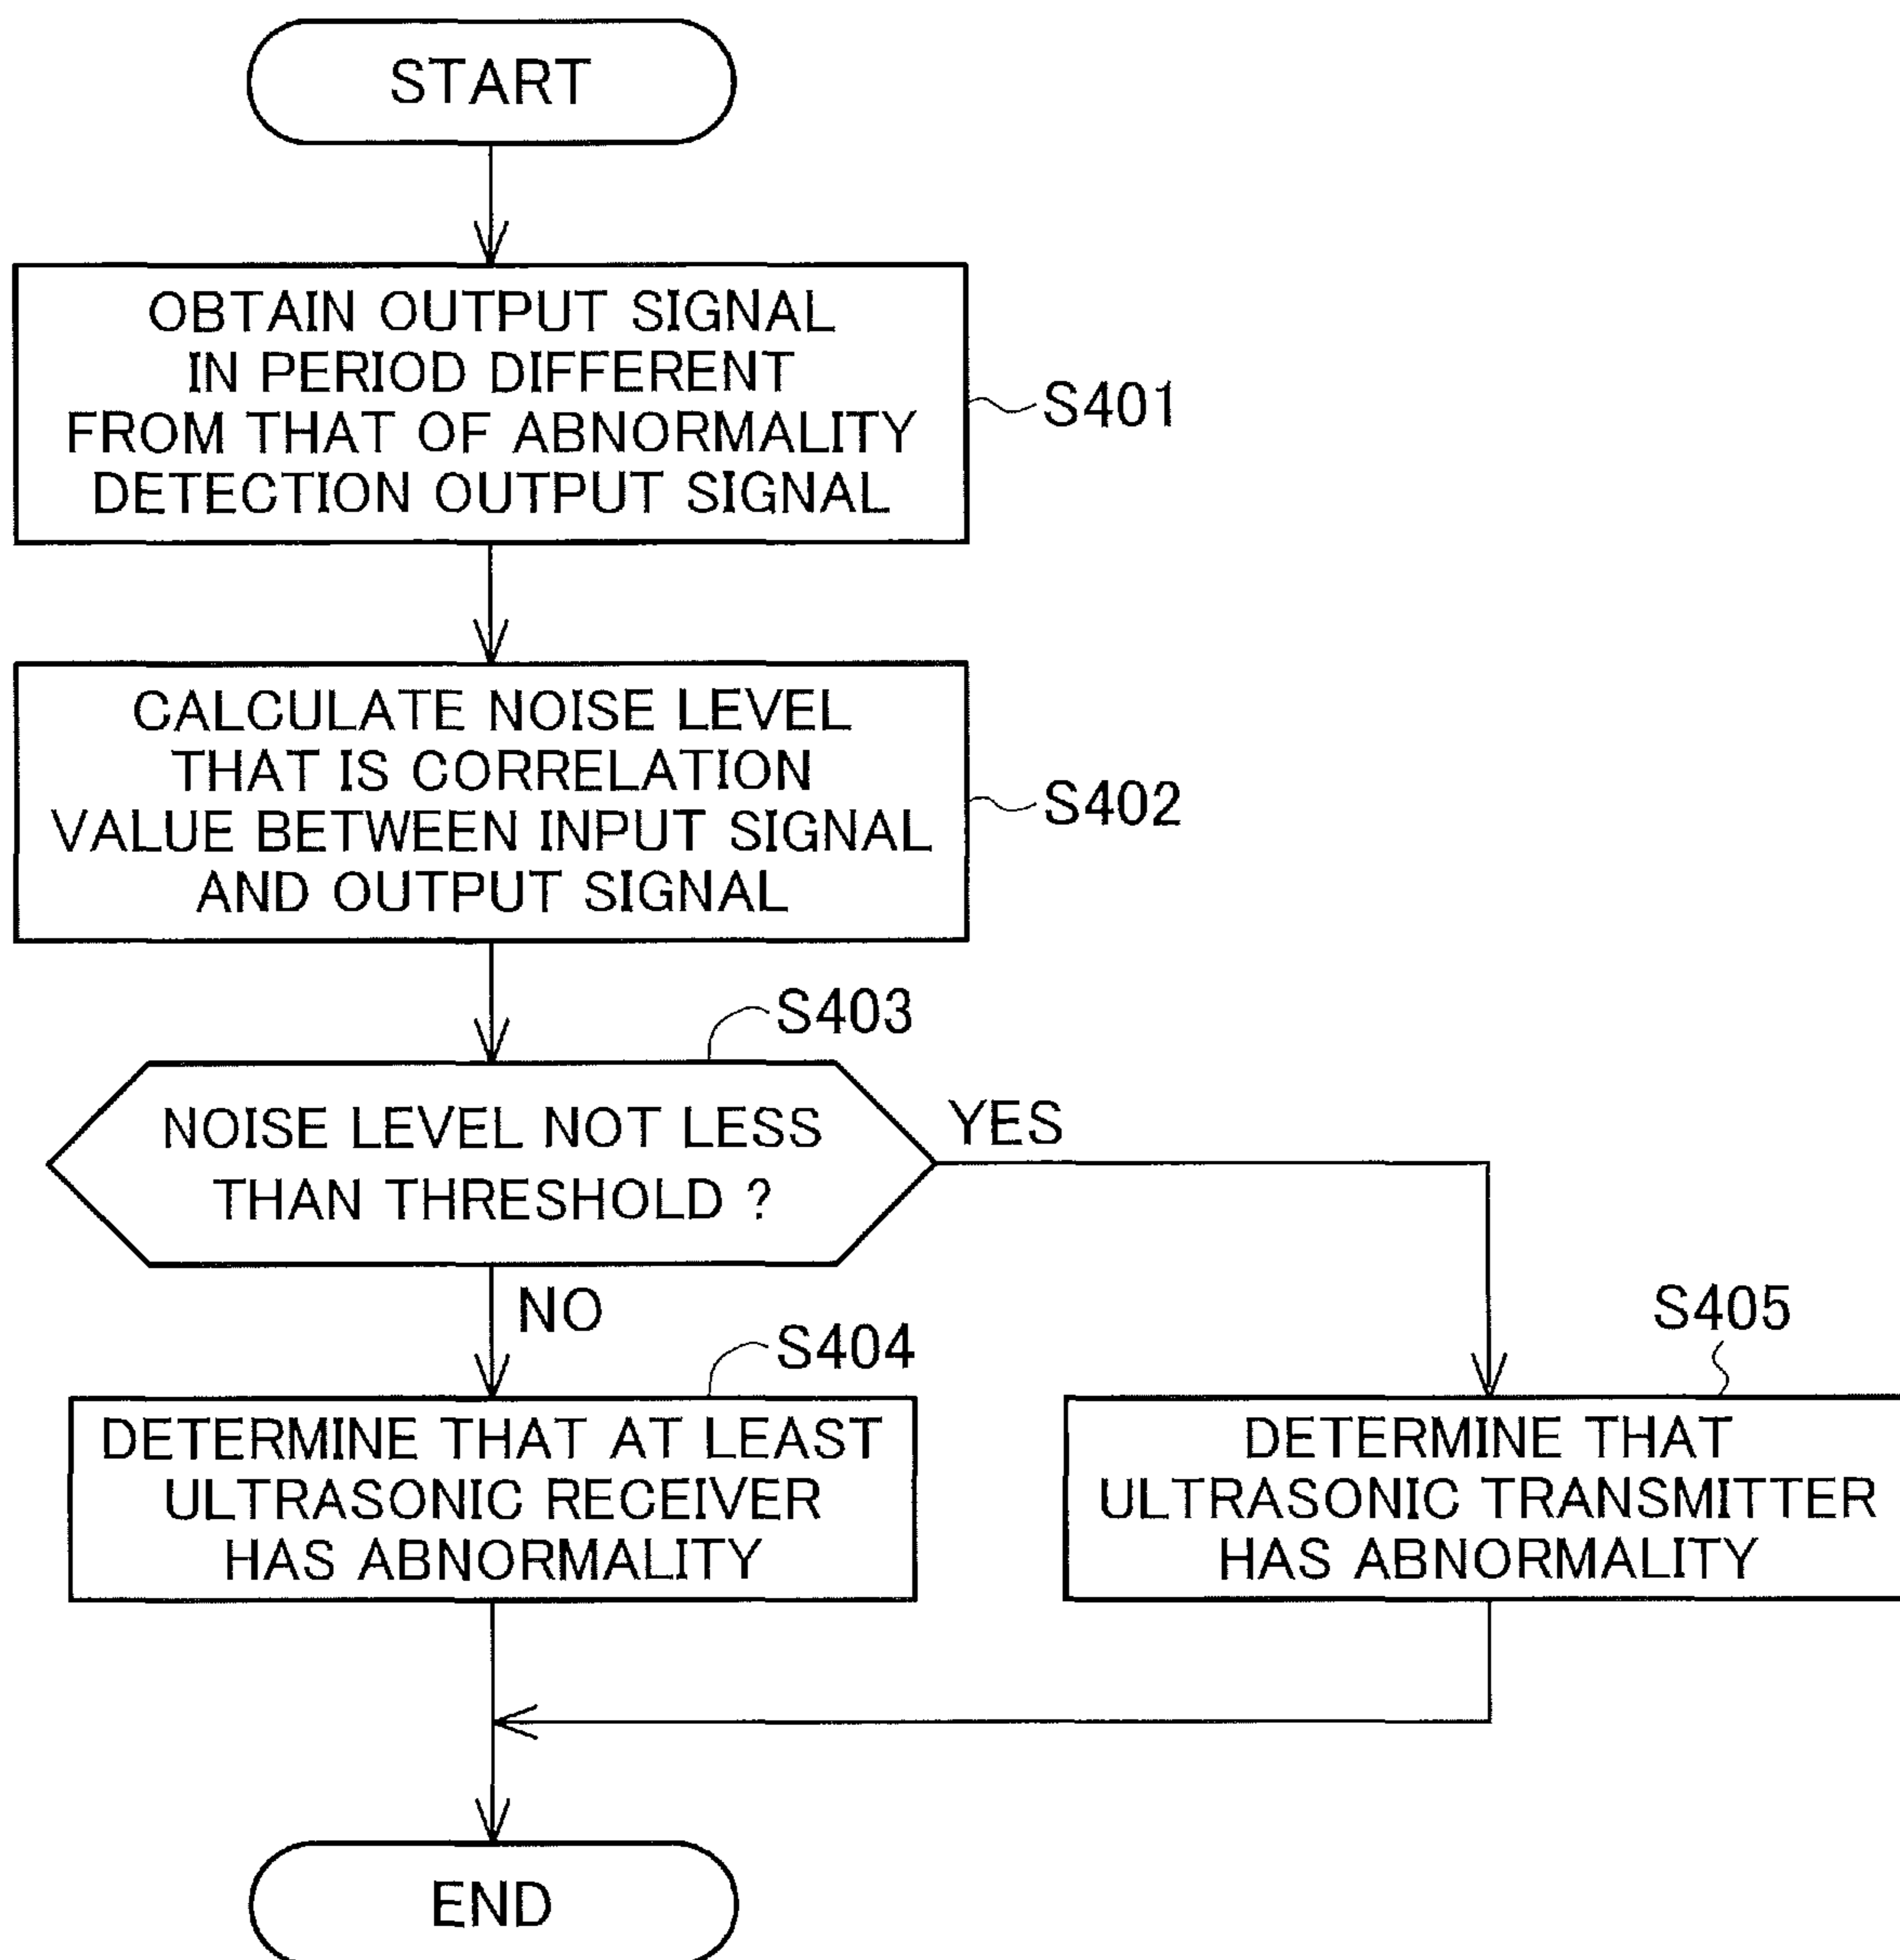 START
OBTAIN OUTPUT SIGNAL
IN PERIOD DIFFERENT
FROM THAT OF ABNORMALITY
DETECTION OUTPUT SIGNAL
S401
CALCULATE NOISE LEVEL
THAT IS CORRELATION
VALUE BETWEEN INPUT SIGNAL
AND OUTPUT SIGNAL
S402
S403
NOISE LEVEL NOT LESS
THAN THRESHOLD ?
YES
NO
S404
DETERMINE THAT AT LEAST
ULTRASONIC RECEIVER
HAS ABNORMALITY
S405
DETERMINE THAT
ULTRASONIC TRANSMITTER
HAS ABNORMALITY
END